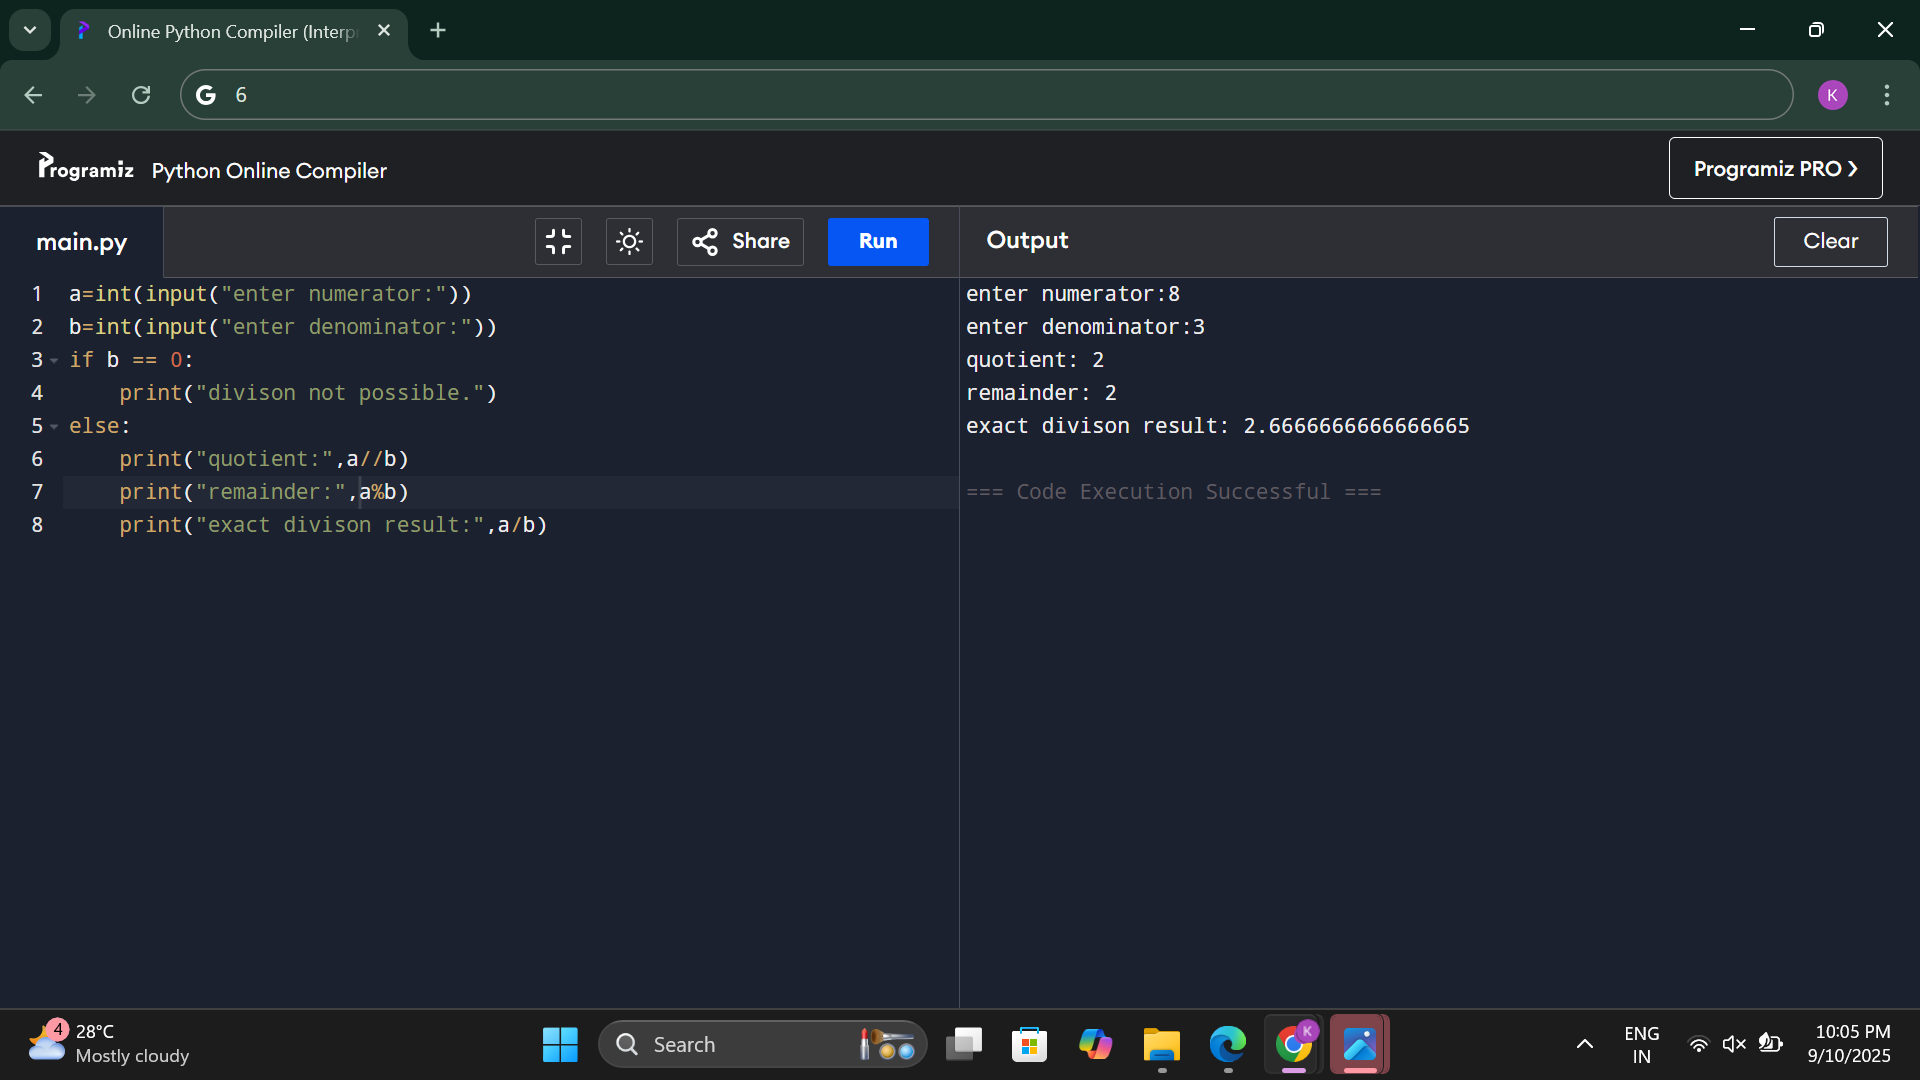 Online Python Compiler (Interp
6
K
Programiz Python Online Compiler
Programiz PRO ❯
main.py
Share
Run
Output
Clear
1 a=int(input("enter numerator:"))
2 b=int(input("enter denominator:"))
3 if b == 0:
4     print("divison not possible.")
5 else:
6     print("quotient:",a//b)
7     print("remainder:",a%b)
8     print("exact divison result:",a/b)
enter numerator:8
enter denominator:3
quotient: 2
remainder: 2
exact divison result: 2.6666666666666665
=== Code Execution Successful ===
4
28°C
Mostly cloudy
Search
K
ENG
IN
10:05 PM
9/10/2025